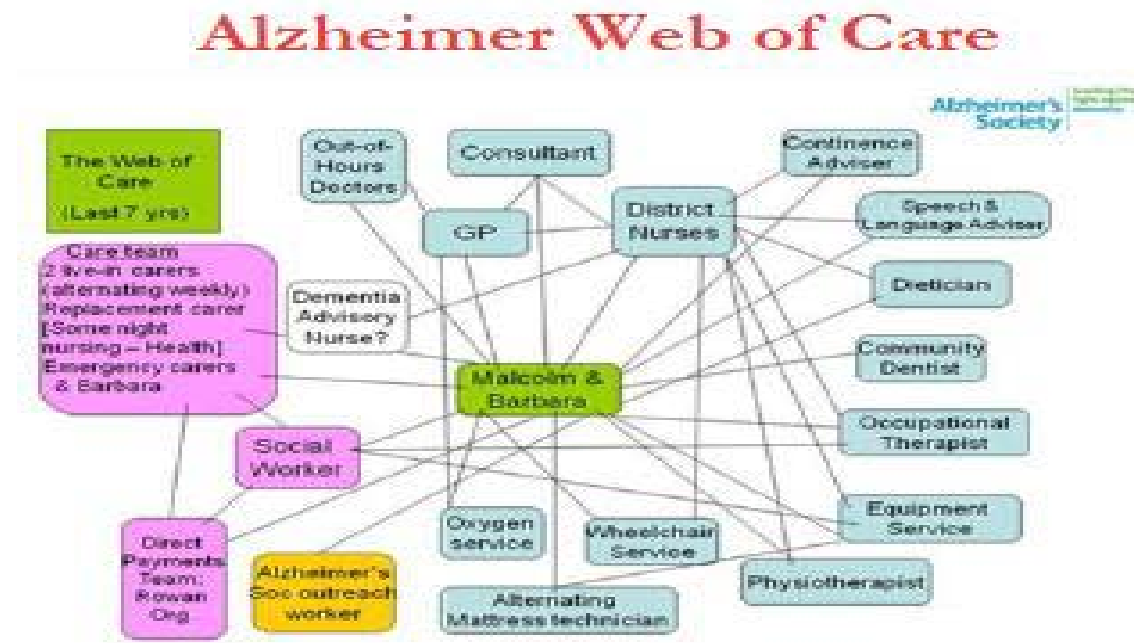 Alzheimer Web of Care
Alzheimer's
Society
The Web of
Care
(Last 7 yrs)
Out-of-
Hours
Doctors
Consultant
Continence
Adviser
GP
District
Nurses
Speech &
Language Adviser
Care team
2 live-in carers
(alternating weekly)
Replacement carer
[Some night
nursing – Health]
Emergency carers
& Barbara
Dementia
Advisory
Nurse?
Dietician
Community
Dentist
Malcolm &
Barbara
Occupational
Therapist
Social
Worker
Equipment
Service
Oxygen
service
Wheelchair
Service
Direct
Payments
Team:
Rowan
Org
Alzheimer's
Soc outreach
worker
Physiotherapist
Alternating
Mattress technician